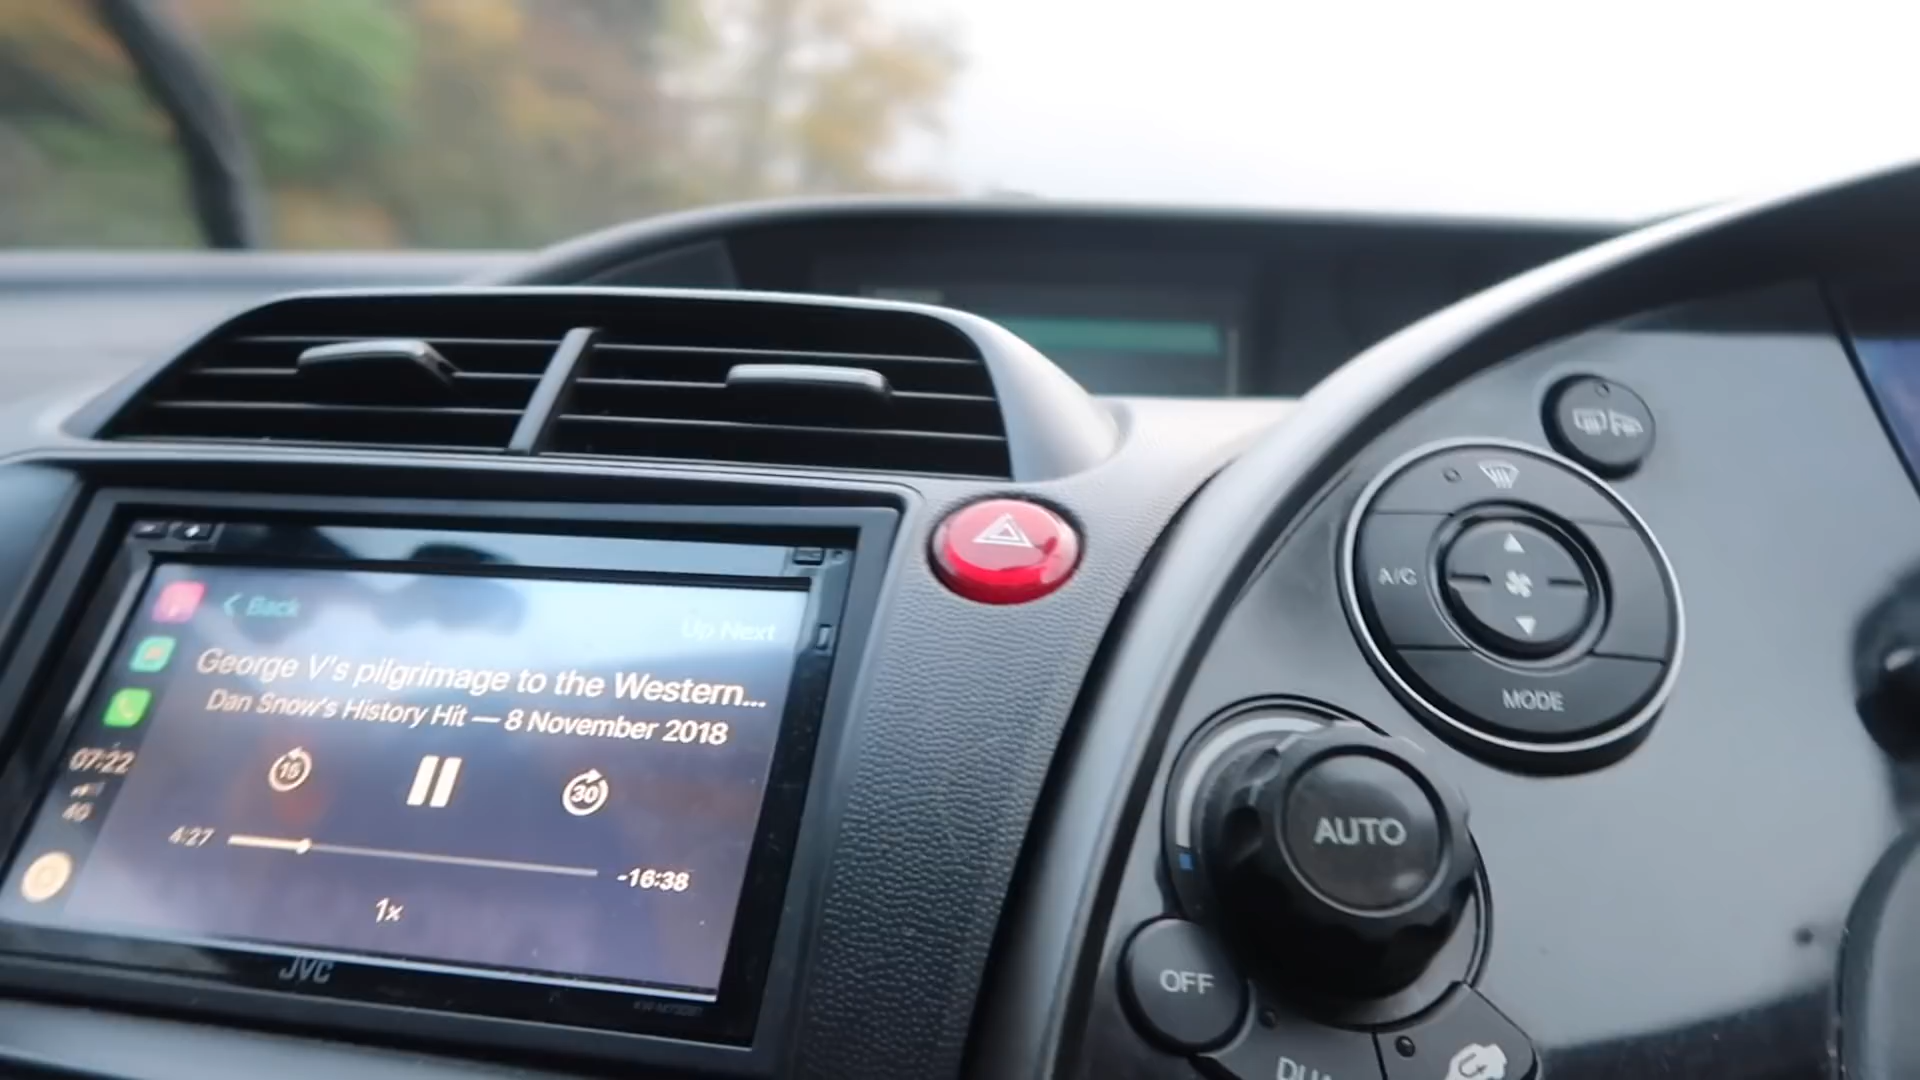 Back
Up Next
George V's pilgrimage to the Western...
Dan Snow's History Hit — 8 November 2018
15
30
07:22
4G
4:27
-16:38
1x
JVC
A/C
MODE
AUTO
OFF